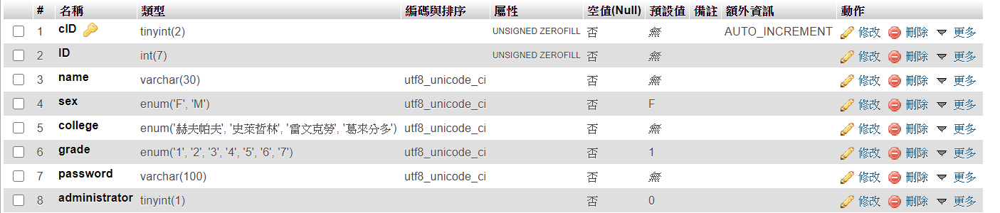 # 名稱 類型 編碼與排序 屬性 空值(Null) 預設值 備註 額外資訊 動作
1 cID tinyint(2) UNSIGNED ZEROFILL 否 無 AUTO_INCREMENT 修改 刪除 更多
2 ID int(7) UNSIGNED ZEROFILL 否 無 修改 刪除 更多
3 name varchar(30) utf8_unicode_ci 否 無 修改 刪除 更多
4 sex enum('F', 'M') utf8_unicode_ci 否 F 修改 刪除 更多
5 college enum('赫夫帕夫', '史萊哲林', '雷文克勞', '葛來分多') utf8_unicode_ci 否 無 修改 刪除 更多
6 grade enum('1', '2', '3', '4', '5', '6', '7') utf8_unicode_ci 否 1 修改 刪除 更多
7 password varchar(100) utf8_unicode_ci 否 無 修改 刪除 更多
8 administrator tinyint(1) 否 0 修改 刪除 更多